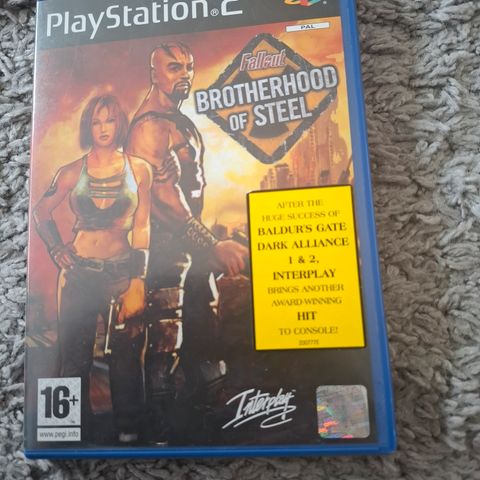 PlayStation®2
PAL
Fallout
BROTHERHOOD
OF STEEL
AFTER THE
HUGE SUCCESS OF
BALDUR'S GATE
DARK ALLIANCE
1 & 2,
INTERPLAY
BRINGS ANOTHER
AWARD-WINNING
HIT
TO CONSOLE!
2007775
16+
www.pegi.info
Interplay